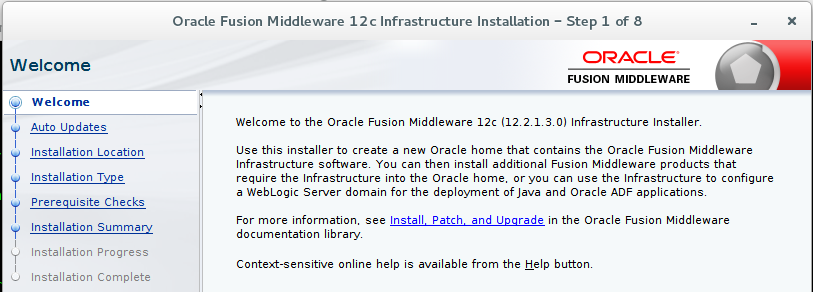 Oracle Fusion Middleware 12c Infrastructure Installation – Step 1 of 8
Welcome
ORACLE
FUSION MIDDLEWARE
Welcome
Auto Updates
Installation Location
Installation Type
Prerequisite Checks
Installation Summary
Installation Progress
Installation Complete
Welcome to the Oracle Fusion Middleware 12c (12.2.1.3.0) Infrastructure Installer.
Use this installer to create a new Oracle home that contains the Oracle Fusion Middleware
Infrastructure software. You can then install additional Fusion Middleware products that
require the Infrastructure into the Oracle home, or you can use the Infrastructure to configure
a WebLogic Server domain for the deployment of Java and Oracle ADF applications.
For more information, see Install, Patch, and Upgrade in the Oracle Fusion Middleware
documentation library.
Context-sensitive online help is available from the Help button.